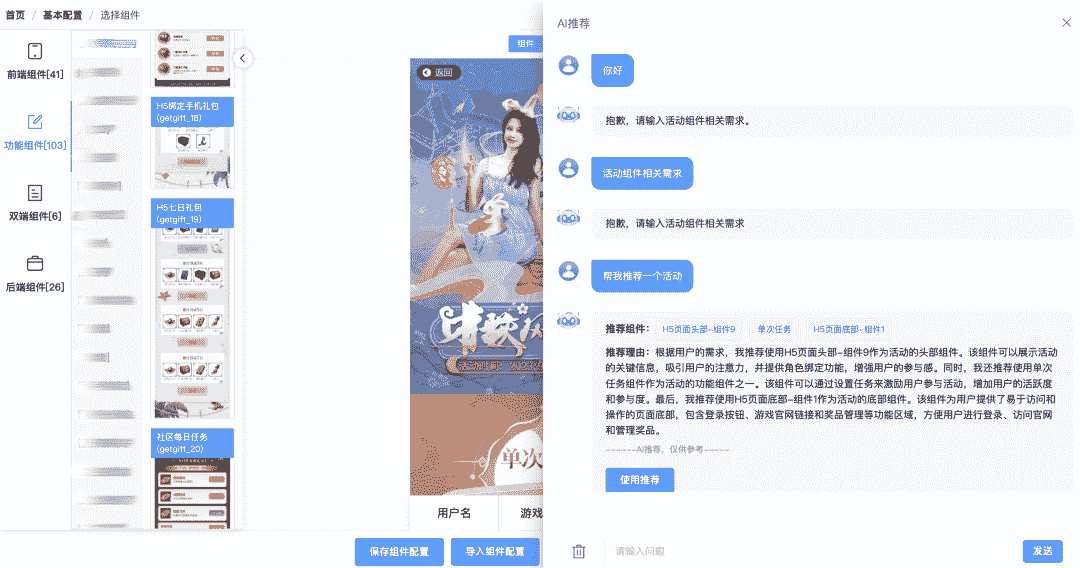 首页 / 基本配置 / 选择组件
前端组件[41]
功能组件[103]
双端组件[6]
后端组件[26]
H5绑定手机礼包
(getgift_18)
H5七日礼包
(getgift_19)
社区每日任务
(getgift_20)
组件
返回
活动时间：2023.9
单次
用户名
游戏
保存组件配置
导入组件配置
AI推荐
你好
抱歉，请输入活动组件相关需求。
活动组件相关需求
抱歉，请输入活动组件相关需求
帮我推荐一个活动
推荐组件： H5页面头部-组件9 单次任务 H5页面底部-组件1
推荐理由：根据用户的需求，我推荐使用H5页面头部-组件9作为活动的头部组件。该组件可以展示活动
的关键信息，吸引用户的注意力，并提供角色绑定功能，增强用户的参与感。同时，我还推荐使用单次
任务组件作为活动的功能组件之一。该组件可以通过设置任务来激励用户参与活动，增加用户的活跃度
和参与度。最后，我推荐使用H5页面底部-组件1作为活动的底部组件。该组件为用户提供了易于访问和
操作的页面底部，包含登录按钮、游戏官网链接和奖品管理等功能区域，方便用户进行登录、访问官网
和管理奖品。
------AI推荐，仅供参考-----
使用推荐
请输入问题
发送